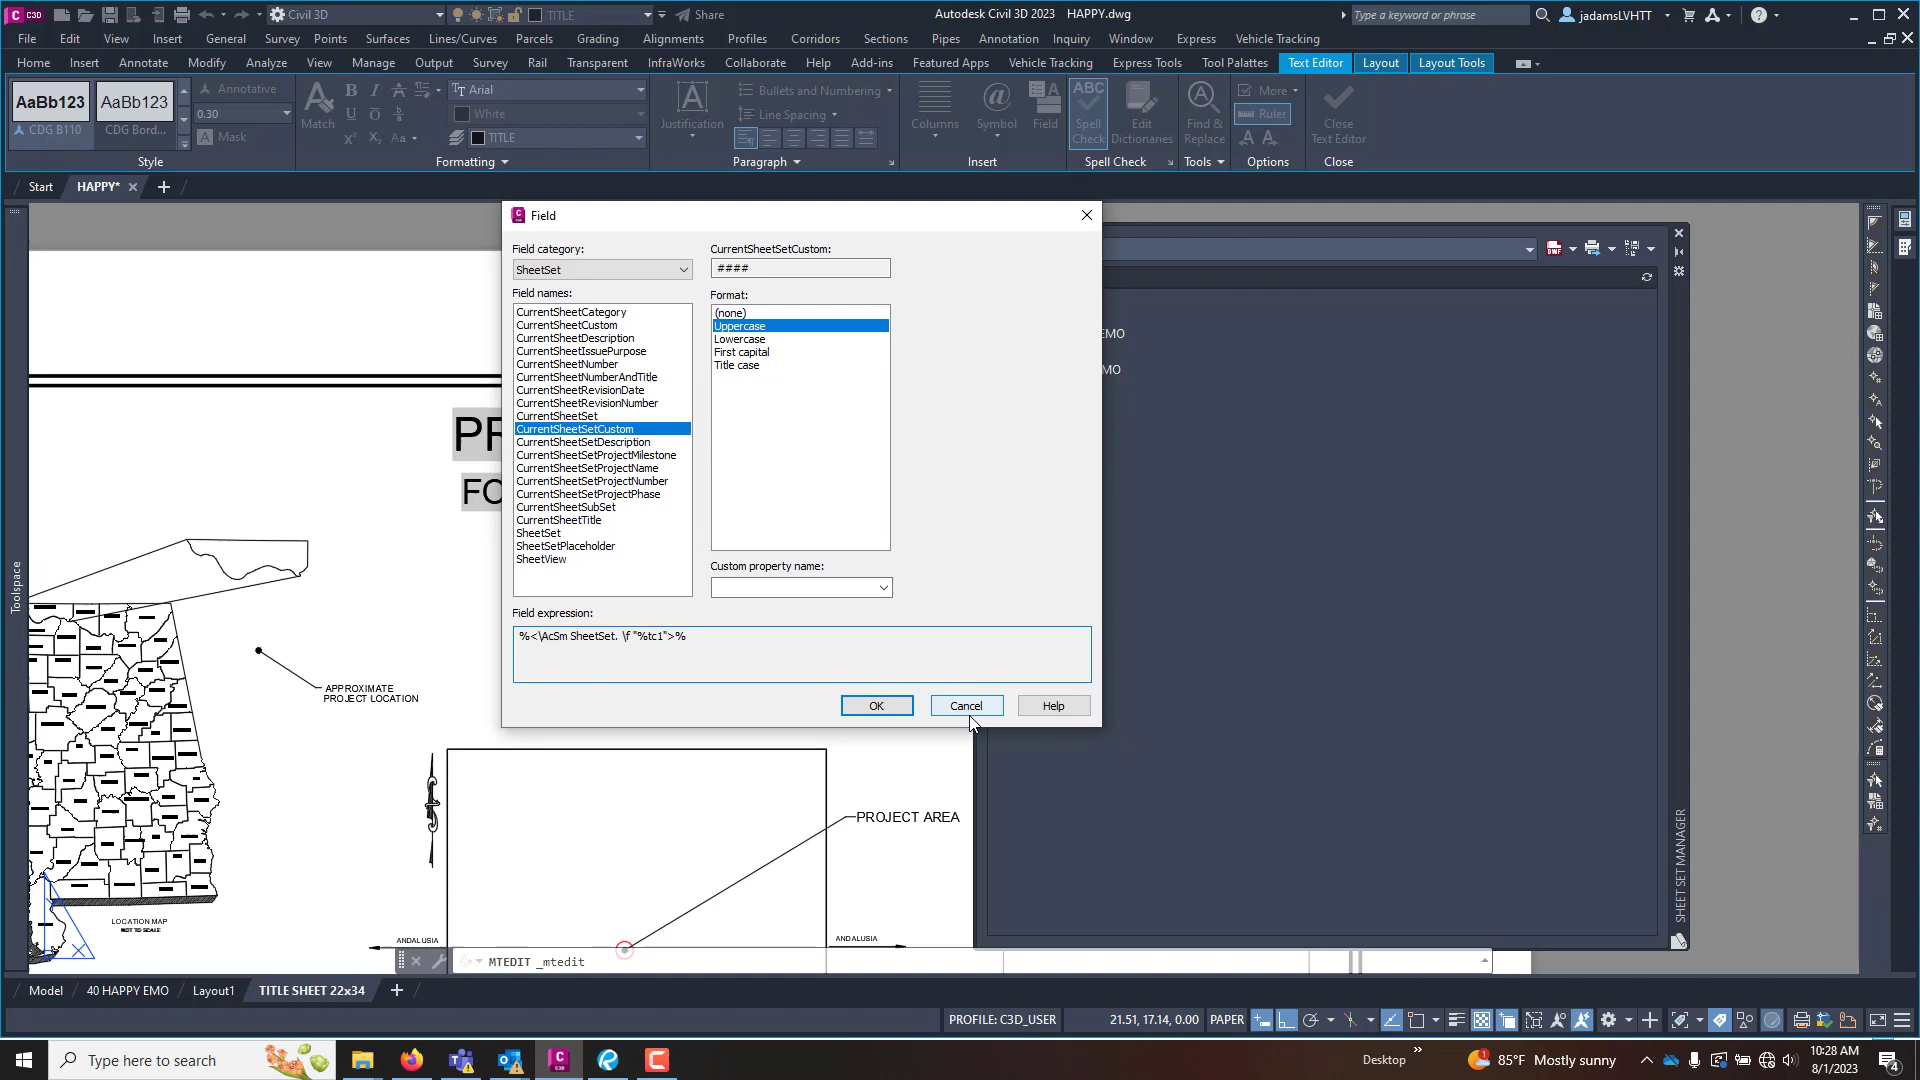 C3D Civil 3D TITLE Share Autodesk Civil 3D 2023 HAPPY.dwg Type a keyword or phrase jadamsLVHTT
File Edit View Insert General Survey Points Surfaces Lines/Curves Parcels Grading Alignments Profiles Corridors Sections Pipes Annotation Inquiry Window Express Vehicle Tracking
Home Insert Annotate Modify Analyze View Manage Output Survey Rail Transparent InfraWorks Collaborate Help Add-ins Featured Apps Vehicle Tracking Express Tools Tool Palettes Text Editor Layout Layout Tools
AaBb123 AaBb123 Annotative Arial Bullets and Numbering ABC More
CDG B110 CDG Bord... 0.30 Match White Justification Line Spacing Columns Symbol Field Spell Check Edit Dictionaries Find & Replace Ruler Close Text Editor
Mask TITLE
Style Formatting Paragraph Insert Spell Check Tools Options Close
Start HAPPY*
Field
Field category:
SheetSet
Field names:
CurrentSheetCategory
CurrentSheetCustom
CurrentSheetDescription
CurrentSheetIssuePurpose
CurrentSheetNumber
CurrentSheetNumberAndTitle
CurrentSheetRevisionDate
CurrentSheetRevisionNumber
CurrentSheetSet
CurrentSheetSetCustom
CurrentSheetSetDescription
CurrentSheetSetProjectMilestone
CurrentSheetSetProjectName
CurrentSheetSetProjectNumber
CurrentSheetSetProjectPhase
CurrentSheetSubSet
CurrentSheetTitle
SheetSet
SheetSetPlaceholder
SheetView
CurrentSheetSetCustom:
####
Format:
(none)
Uppercase
Lowercase
First capital
Title case
Custom property name:
Field expression:
%<\AcSm SheetSet. \f "%tc1">%
OK Cancel Help
EMO
MO
PR
FO
Toolspace
APPROXIMATE
PROJECT LOCATION
PROJECT AREA
LOCATION MAP
NOT TO SCALE
ANDALUSIA
ANDALUSIA
SHEET SET MANAGER
MTEDIT _mtedit
Model 40 HAPPY EMO Layout1 TITLE SHEET 22x34
PROFILE: C3D_USER 21.51, 17.14, 0.00 PAPER
Type here to search Desktop 85°F Mostly sunny 10:28 AM
8/1/2023